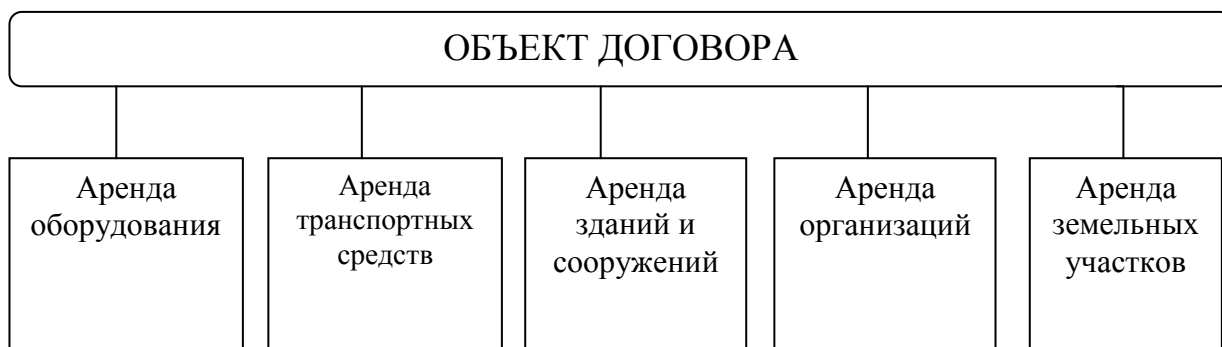 ОБЪЕКТ ДОГОВОРА
Аренда
оборудования
Аренда
транспортных
средств
Аренда
зданий и
сооружений
Аренда
организаций
Аренда
земельных
участков